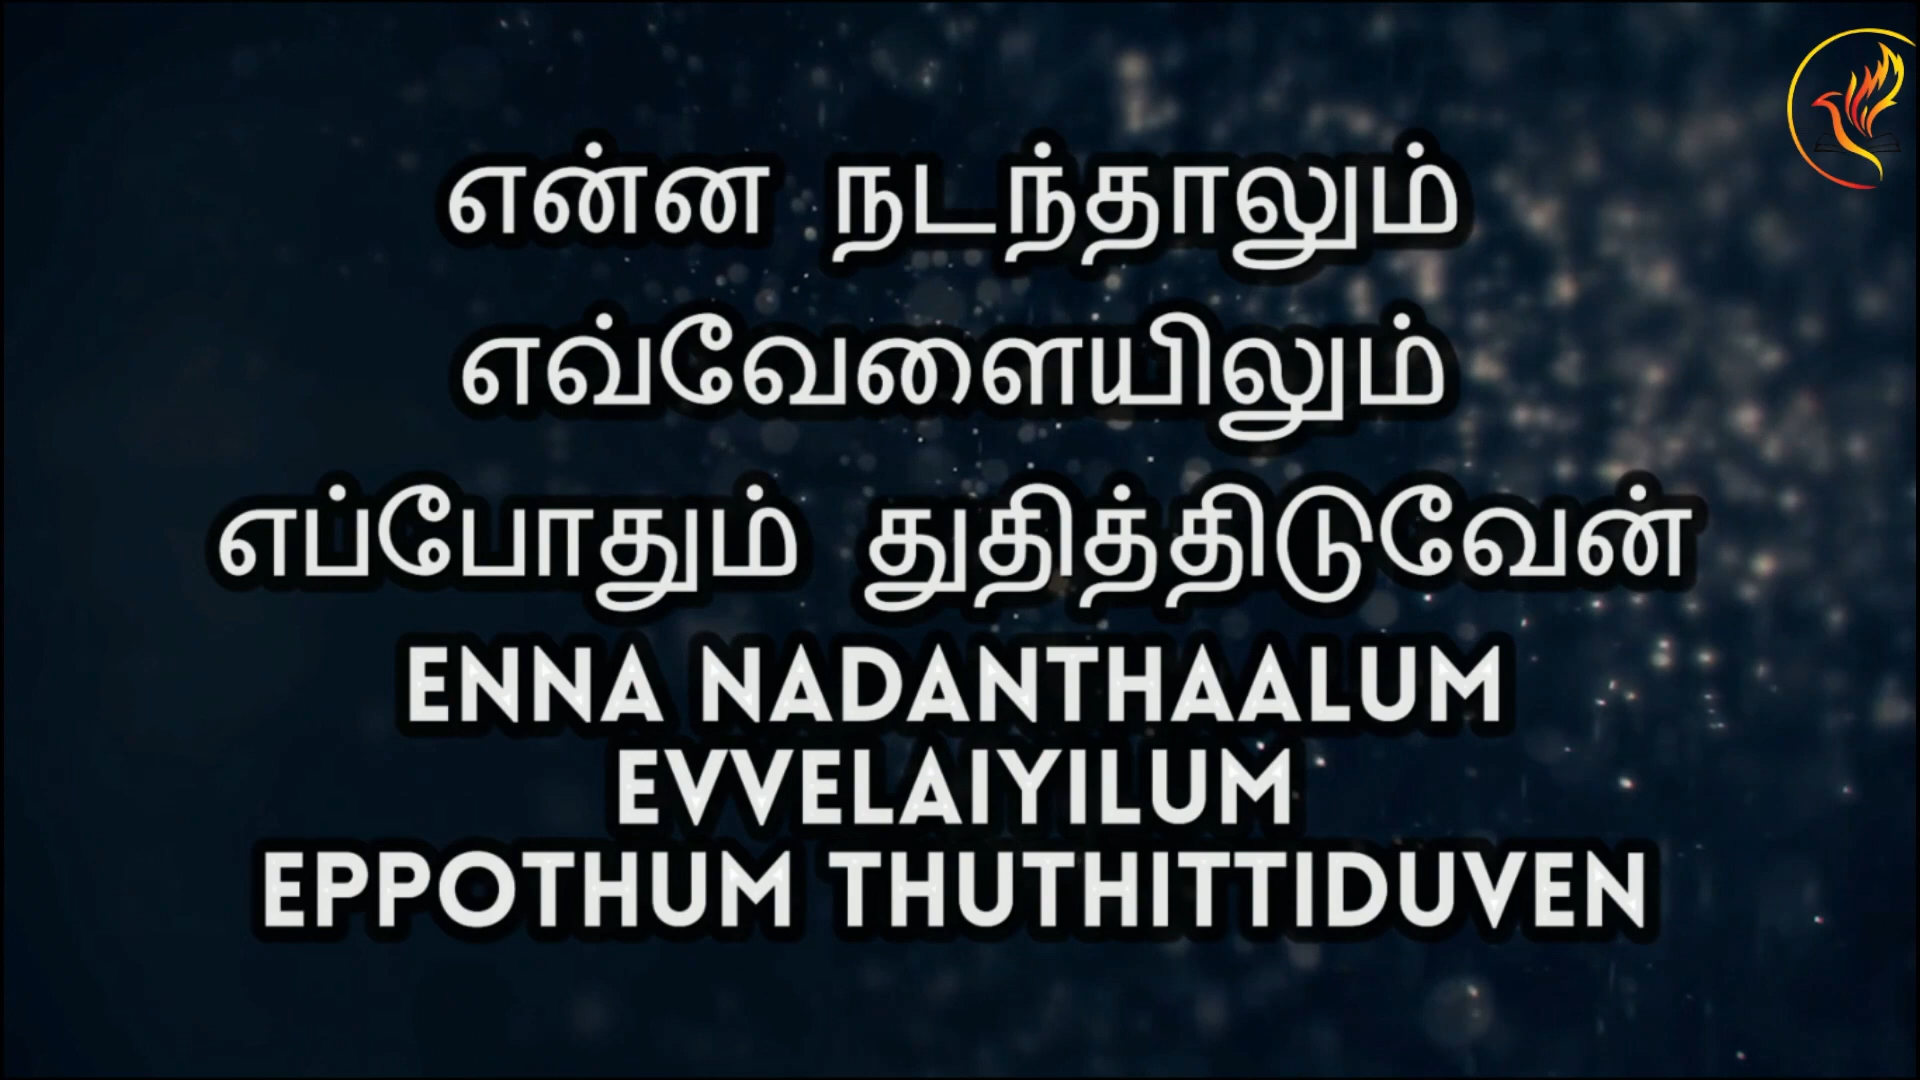 என்ன நடந்தாலும்
எவ்வேளையிலும்
எப்போதும் துதித்திடுவேன்
ENNA NADANTHAALUM
EVVELAIYILUM
EPPOTHUM THUTHITTIDUVEN